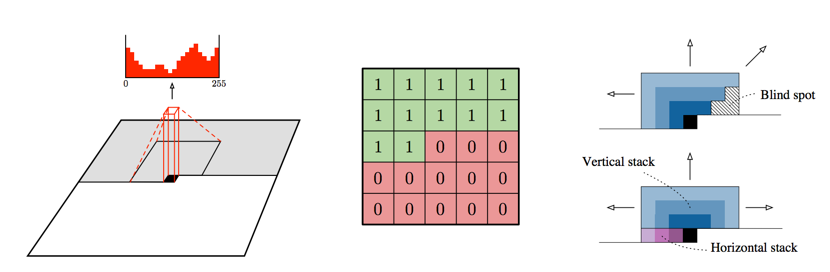 0 255
1 1 1 1 1
1 1 1 1 1
1 1 0 0 0
0 0 0 0 0
0 0 0 0 0
Blind spot
Vertical stack
Horizontal stack